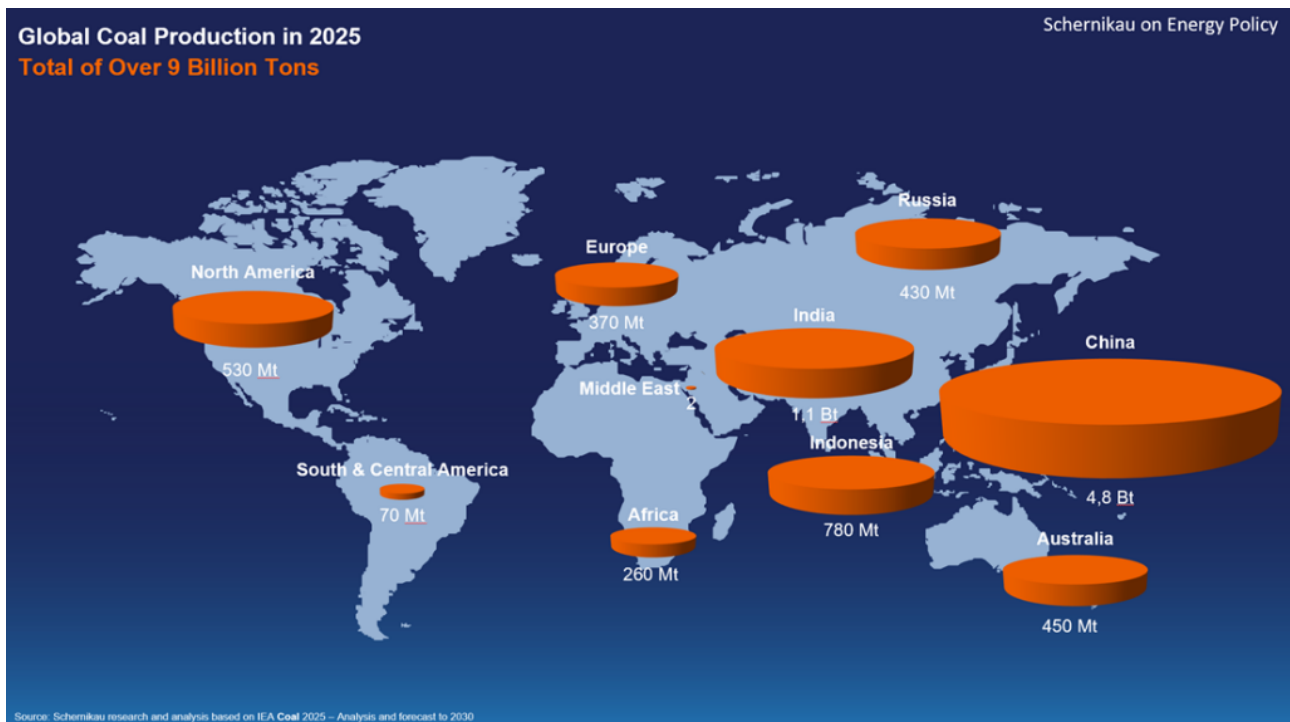 Global Coal Production in 2025
Total of Over 9 Billion Tons
Schernikau on Energy Policy
Russia
430 Mt
Europe
370 Mt
North America
530 Mt
India
1,1 Bt
China
4,8 Bt
Middle East
2
Indonesia
780 Mt
South & Central America
70 Mt
Africa
260 Mt
Australia
450 Mt
Source: Schernikau research and analysis based on IEA Coal 2025 – Analysis and forecast to 2030